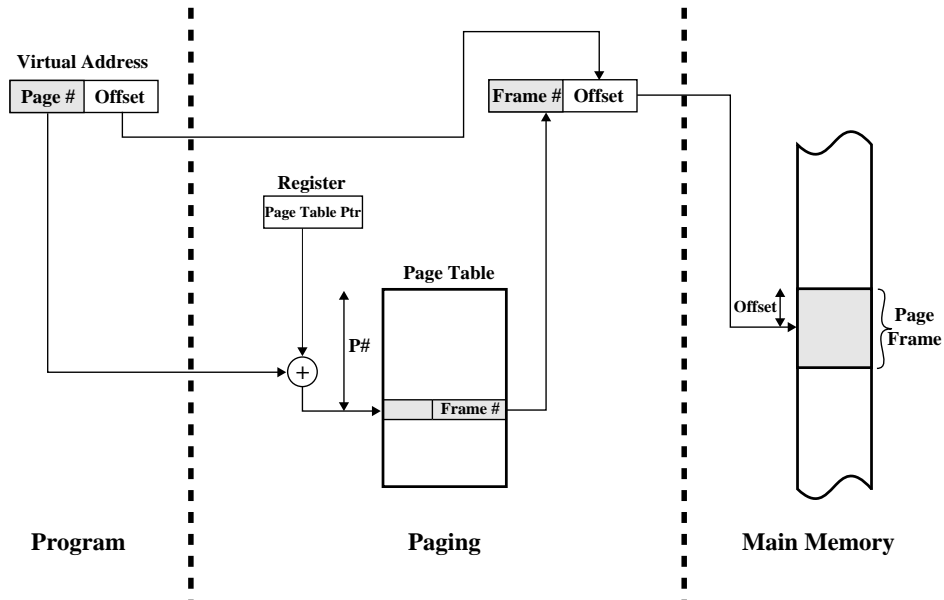 Virtual Address
Page # Offset
Frame # Offset
Register
Page Table Ptr
Page Table
P#
+
Frame #
Offset
Page
Frame
Program
Paging
Main Memory